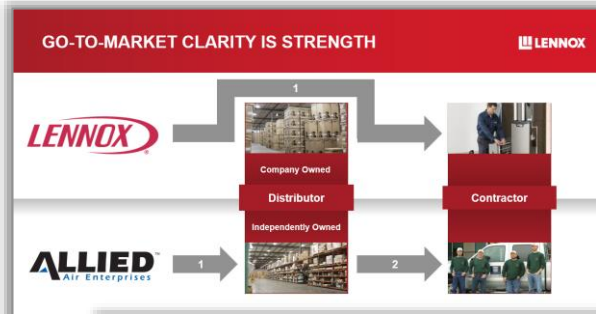 GO-TO-MARKET CLARITY IS STRENGTH
LENNOX
1
LENNOX
Company Owned
Distributor
Contractor
Independently Owned
ALLIED™
Air Enterprises
1
2